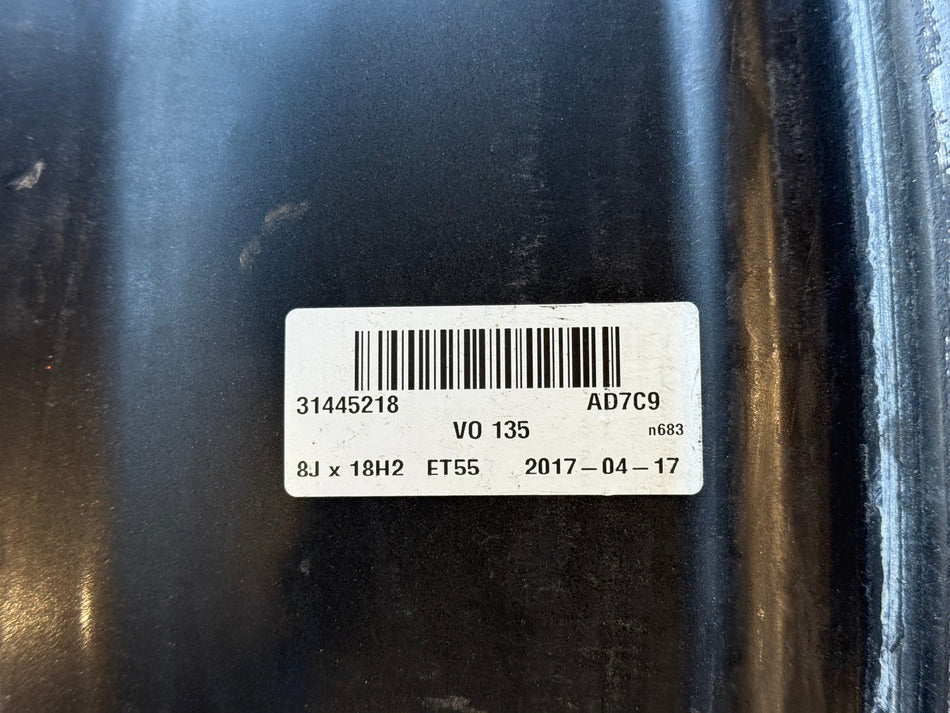 31445218 AD7C9
VO 135 n683
8J x 18H2 ET55 2017-04-17